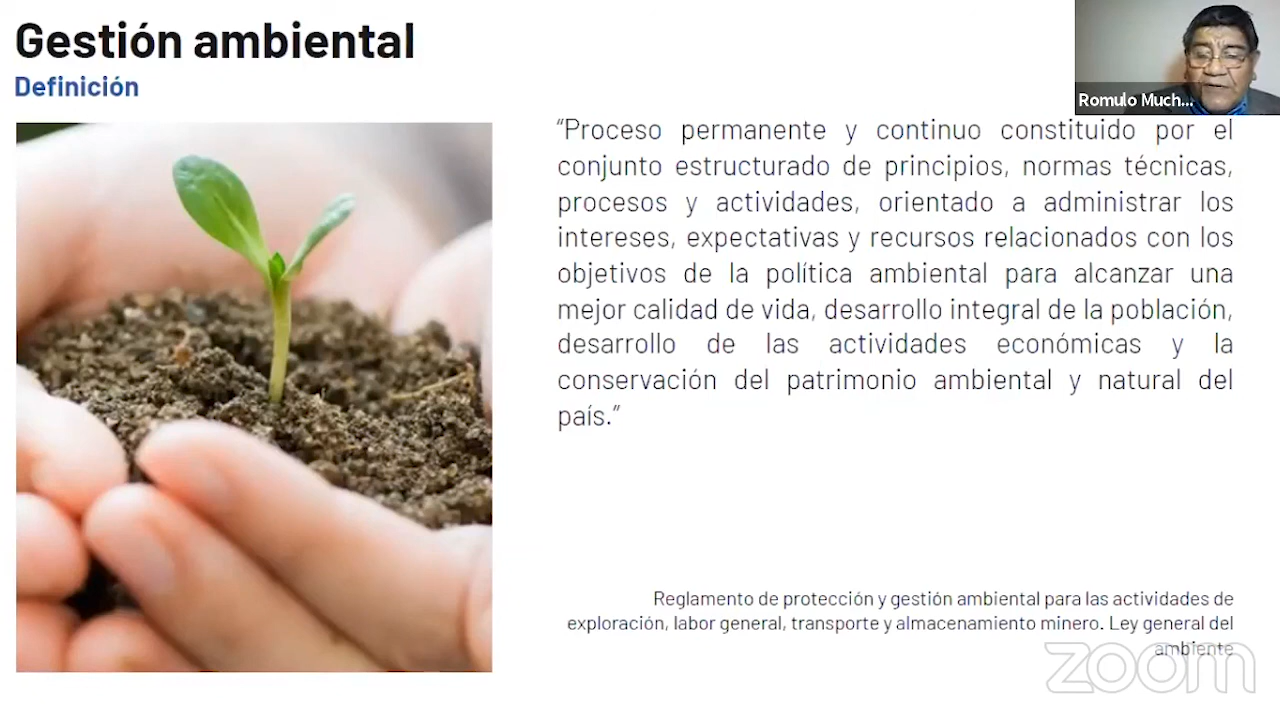 Gestión ambiental
Definición
Romulo Much...
“Proceso permanente y continuo constituido por el
conjunto estructurado de principios, normas técnicas,
procesos y actividades, orientado a administrar los
intereses, expectativas y recursos relacionados con los
objetivos de la política ambiental para alcanzar una
mejor calidad de vida, desarrollo integral de la población,
desarrollo de las actividades económicas y la
conservación del patrimonio ambiental y natural del
país.”
Reglamento de protección y gestión ambiental para las actividades de
exploración, labor general, transporte y almacenamiento minero. Ley general del
ambiente
zoom